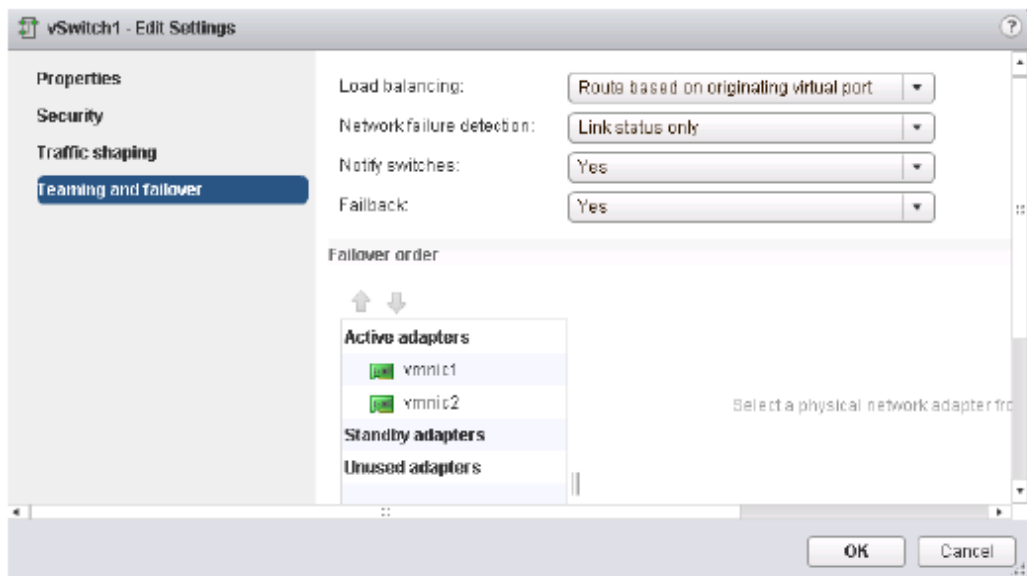 vSwitch1 - Edit Settings
?
Properties
Security
Traffic shaping
Teaming and failover
Load balancing:
Route based on originating virtual port
Network failure detection:
Link status only
Notify switches:
Yes
Failback:
Yes
Failover order
Active adapters
vmnic1
vmnic2
Standby adapters
Unused adapters
Select a physical network adapter fro
OK
Cancel